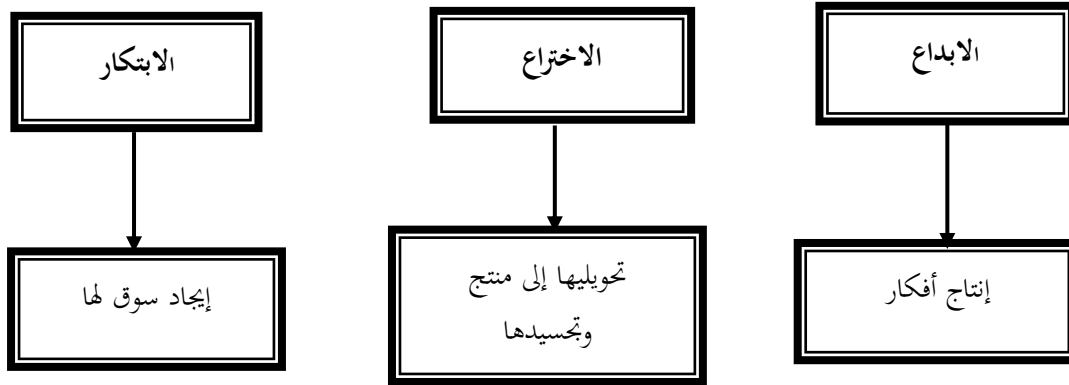 الابداع
الاختراع
الابتكار
إنتاج أفكار
تحويليها إلى منتج
وتجسيدها
إيجاد سوق لها